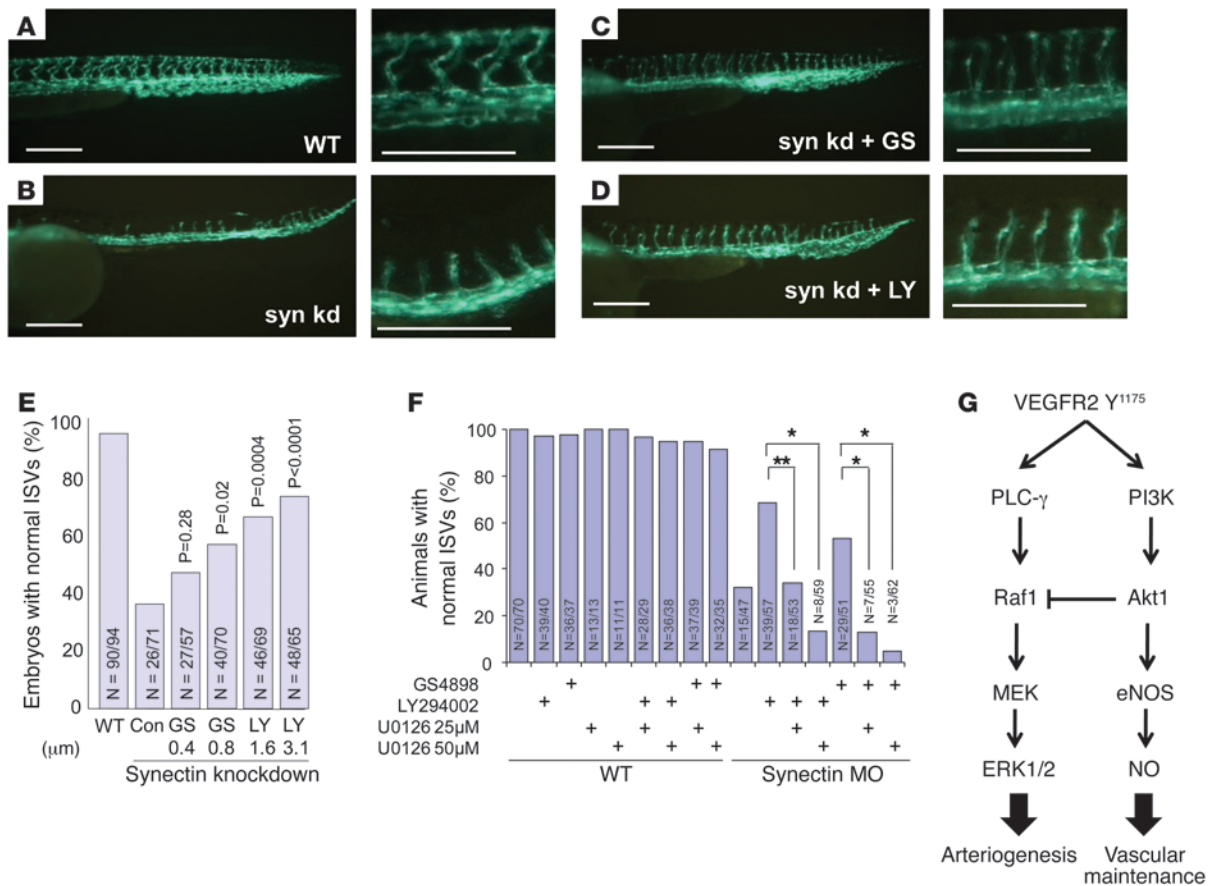 A
WT
B
syn kd
C
syn kd + GS
D
syn kd + LY
E
Embryos with normal ISVs (%)
100
80
60
40
20
0
N = 90/94
N = 26/71
N = 27/57
N = 40/70
N = 46/69
N = 48/65
P=0.28
P=0.02
P=0.0004
P<0.0001
WT Con GS GS LY LY
(μm) 0.4 0.8 1.6 3.1
Synectin knockdown
F
Animals with
normal ISVs (%)
100
80
60
40
20
0
N=70/70
N=39/40
N=36/37
N=13/13
N=11/11
N=28/29
N=36/38
N=37/39
N=32/35
N=15/47
N=39/57
N=18/53
N=8/59
N=29/51
N=7/55
N=3/62
* *
** *
GS4898 + + + + + +
LY294002 + + + + + +
U0126 25μM + + + + +
U0126 50μM + + + + +
WT Synectin MO
G
VEGFR2 Y1175
PLC-γ PI3K
Raf1 Akt1
MEK eNOS
ERK1/2 NO
Arteriogenesis Vascular
maintenance